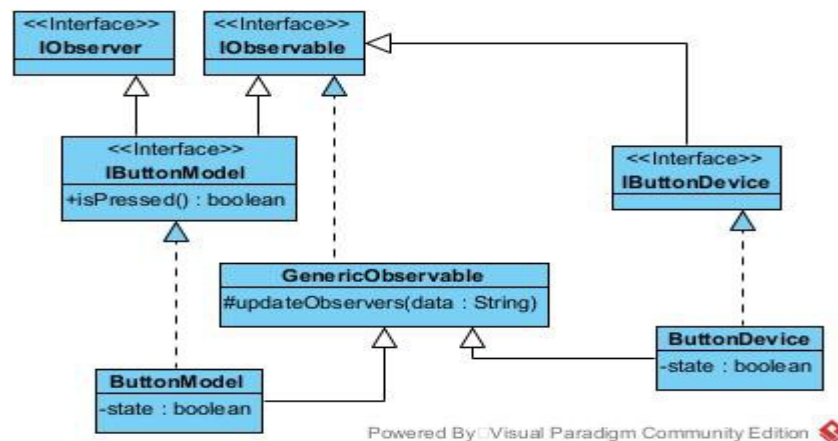 <<Interface>>
IObserver
<<Interface>>
IObservable
<<Interface>>
IButtonModel
+isPressed() : boolean
<<Interface>>
IButtonDevice
GenericObservable
#updateObservers(data : String)
ButtonModel
-state : boolean
ButtonDevice
-state : boolean
Powered By Visual Paradigm Community Edition